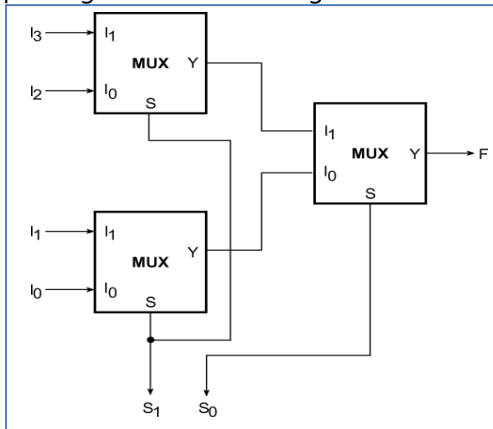 I3 I1 MUX Y
I2 I0
S
I1 MUX Y F
I0
S
I1 I1 Y
MUX
I0 I0 S
S1 S0